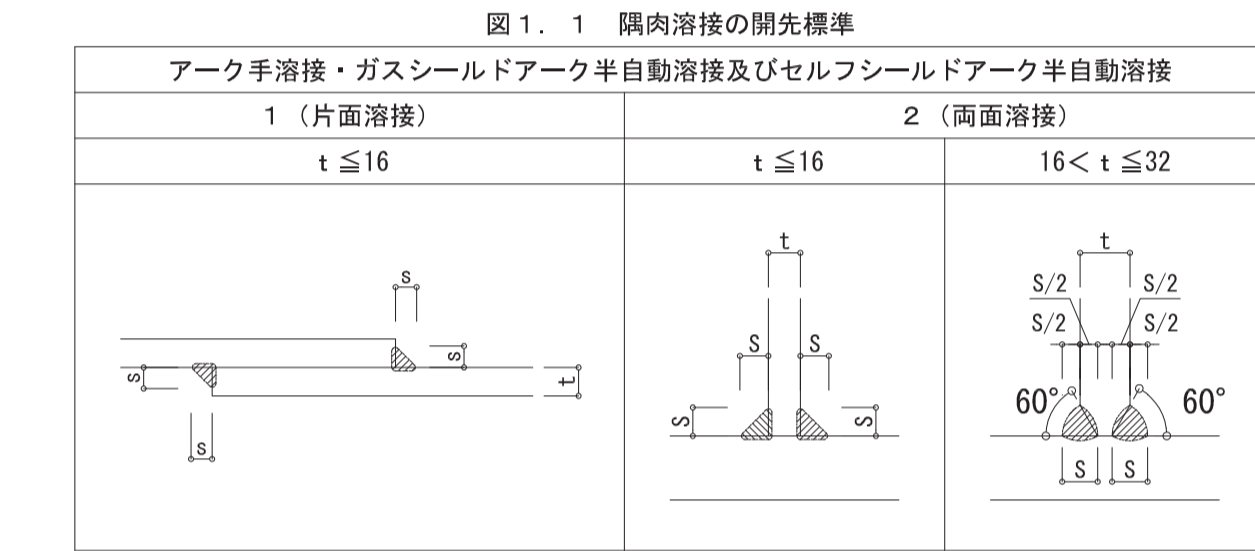 図1．1　隅肉溶接の開先標準
アーク手溶接・ガスシールドアーク半自動溶接及びセルフシールドアーク半自動溶接
1（片面溶接）
2（両面溶接）
t≦16
t≦16
16＜t≦32
s
s
s
t
s
t
S
S
S
S
t
S/2
S/2
S/2
S/2
60°
60°
S
S